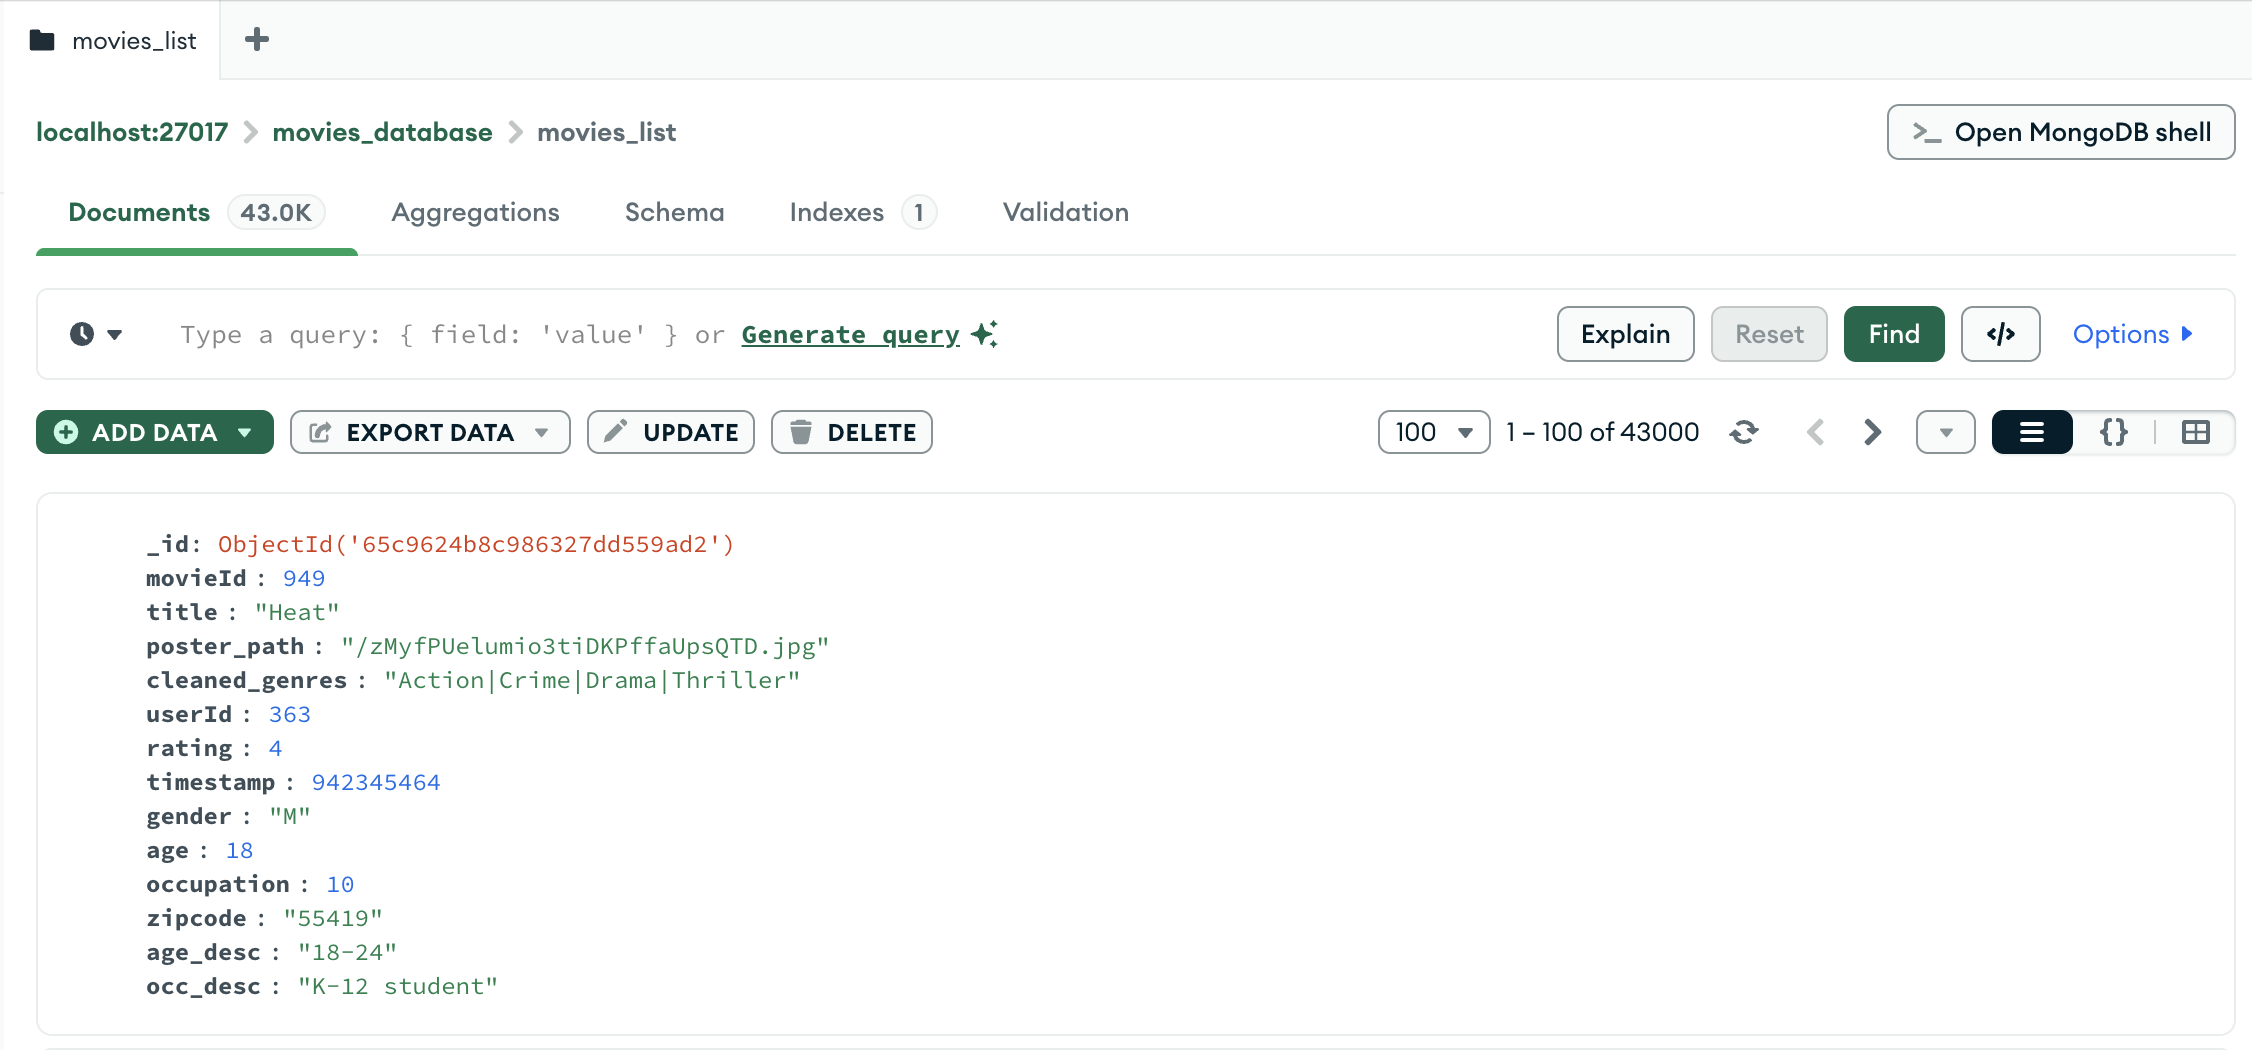 movies_list
localhost:27017 movies_database movies_list
>_ Open MongoDB shell
Documents 43.0K Aggregations Schema Indexes 1 Validation
Type a query: { field: 'value' } or Generate query
Explain Reset Find </> Options
ADD DATA EXPORT DATA UPDATE DELETE 100 1 – 100 of 43000 {}
_id: ObjectId('65c9624b8c986327dd559ad2')
movieId : 949
title : "Heat"
poster_path : "/zMyfPUelumio3tiDKPffaUpsQTD.jpg"
cleaned_genres : "Action|Crime|Drama|Thriller"
userId : 363
rating : 4
timestamp : 942345464
gender : "M"
age : 18
occupation : 10
zipcode : "55419"
age_desc : "18-24"
occ_desc : "K-12 student"